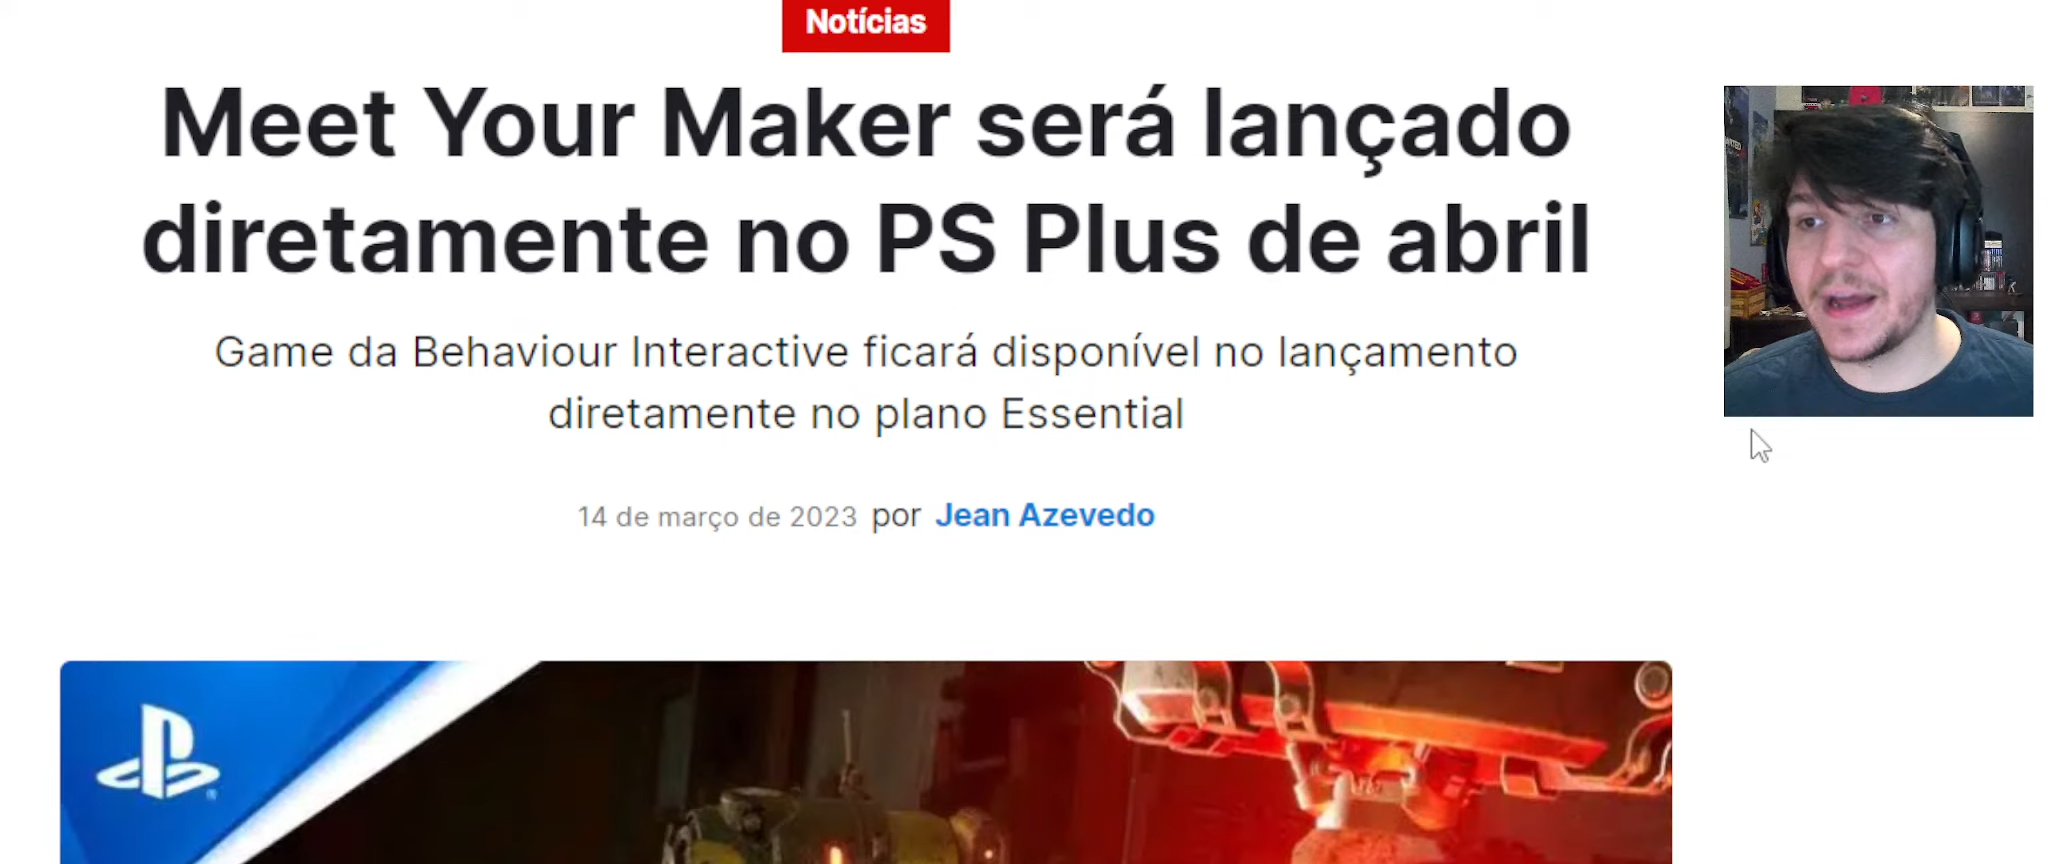 Notícias
Meet Your Maker será lançado
diretamente no PS Plus de abril
Game da Behaviour Interactive ficará disponível no lançamento
diretamente no plano Essential
14 de março de 2023 por Jean Azevedo